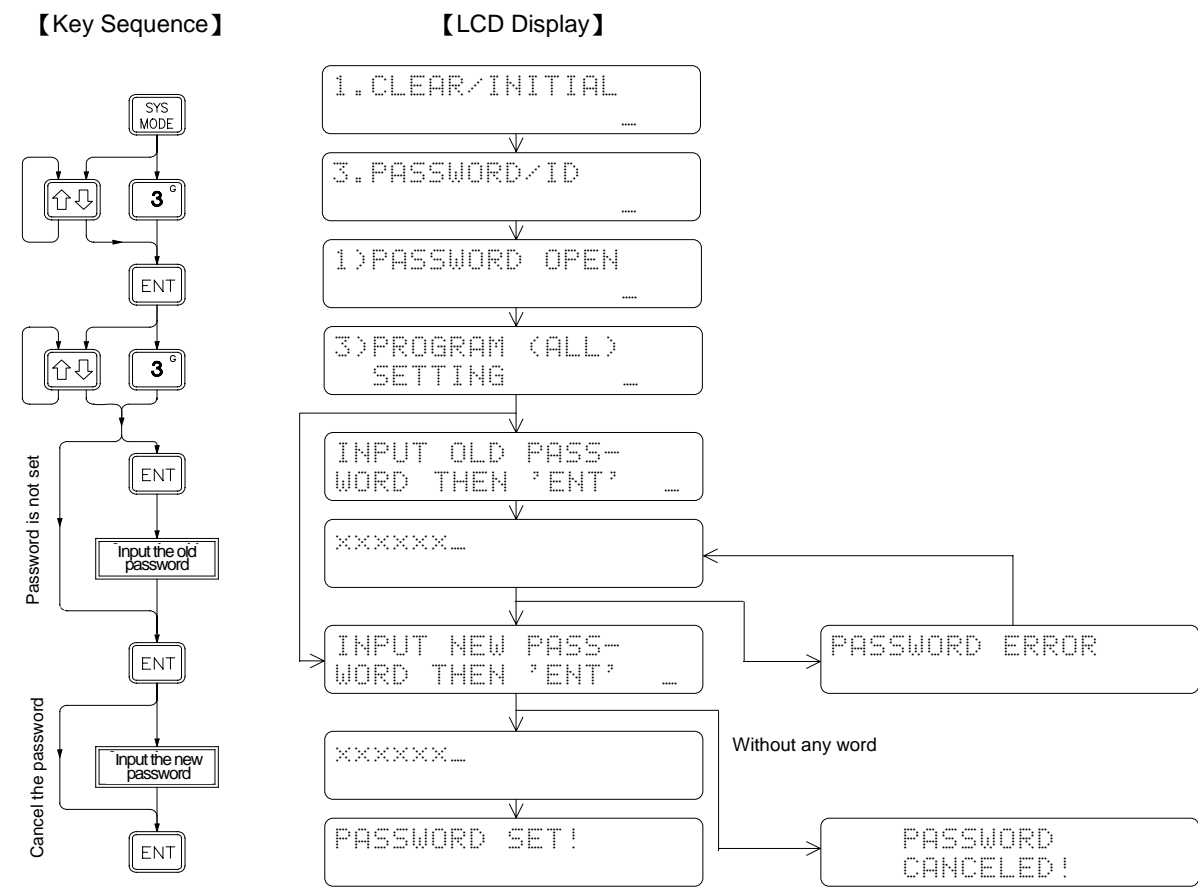 【Key Sequence】
【LCD Display】
SYS
MODE
3 G
ENT
3 G
Password is not set
ENT
Input the old
password
ENT
Cancel the password
Input the new
password
ENT
1.CLEAR/INITIAL
3.PASSWORD/ID
1)PASSWORD OPEN
3)PROGRAM (ALL)
SETTING
INPUT OLD PASS-
WORD THEN 'ENT'
XXXXXX
INPUT NEW PASS-
WORD THEN 'ENT'
PASSWORD ERROR
Without any word
XXXXXX
PASSWORD SET!
PASSWORD
CANCELED!